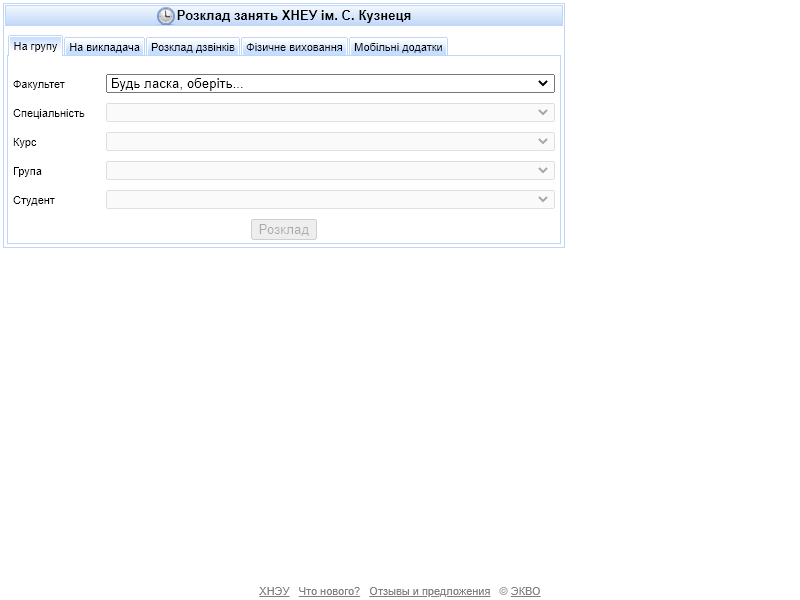 Розклад занять ХНЕУ ім. С. Кузнеця
На групу На викладача Розклад дзвінків Фізичне виховання Мобільні додатки
Факультет Будь ласка, оберіть...
Спеціальність
Курс
Група
Студент
Розклад
ХНЭУ Что нового? Отзывы и предложения © ЭКВО